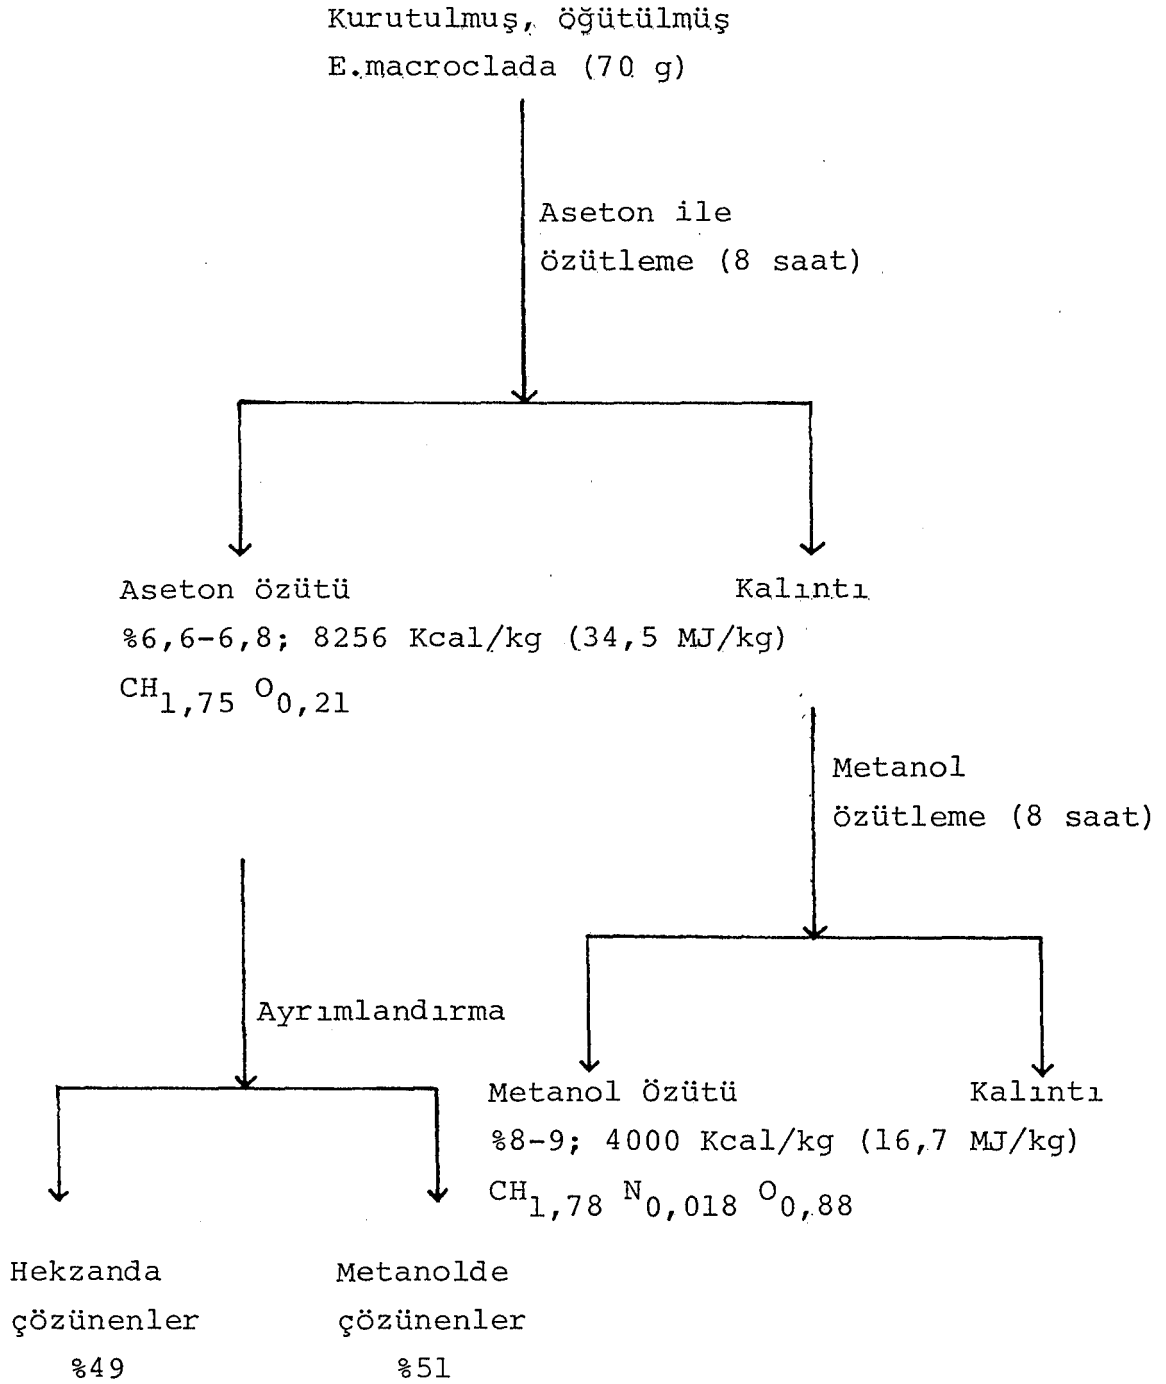 Kurutulmuş, öğütülmüş
E.macroclada (70 g)
Aseton ile
özütleme (8 saat)
Aseton özütü
%6,6-6,8; 8256 Kcal/kg (34,5 MJ/kg)
CH1,75 O0,21
Kalıntı
Metanol
özütleme (8 saat)
Ayrımlandırma
Metanol Özütü
%8-9; 4000 Kcal/kg (16,7 MJ/kg)
CH1,78 N0,018 O0,88
Kalıntı
Hekzanda
çözünenler
%49
Metanolde
çözünenler
%51